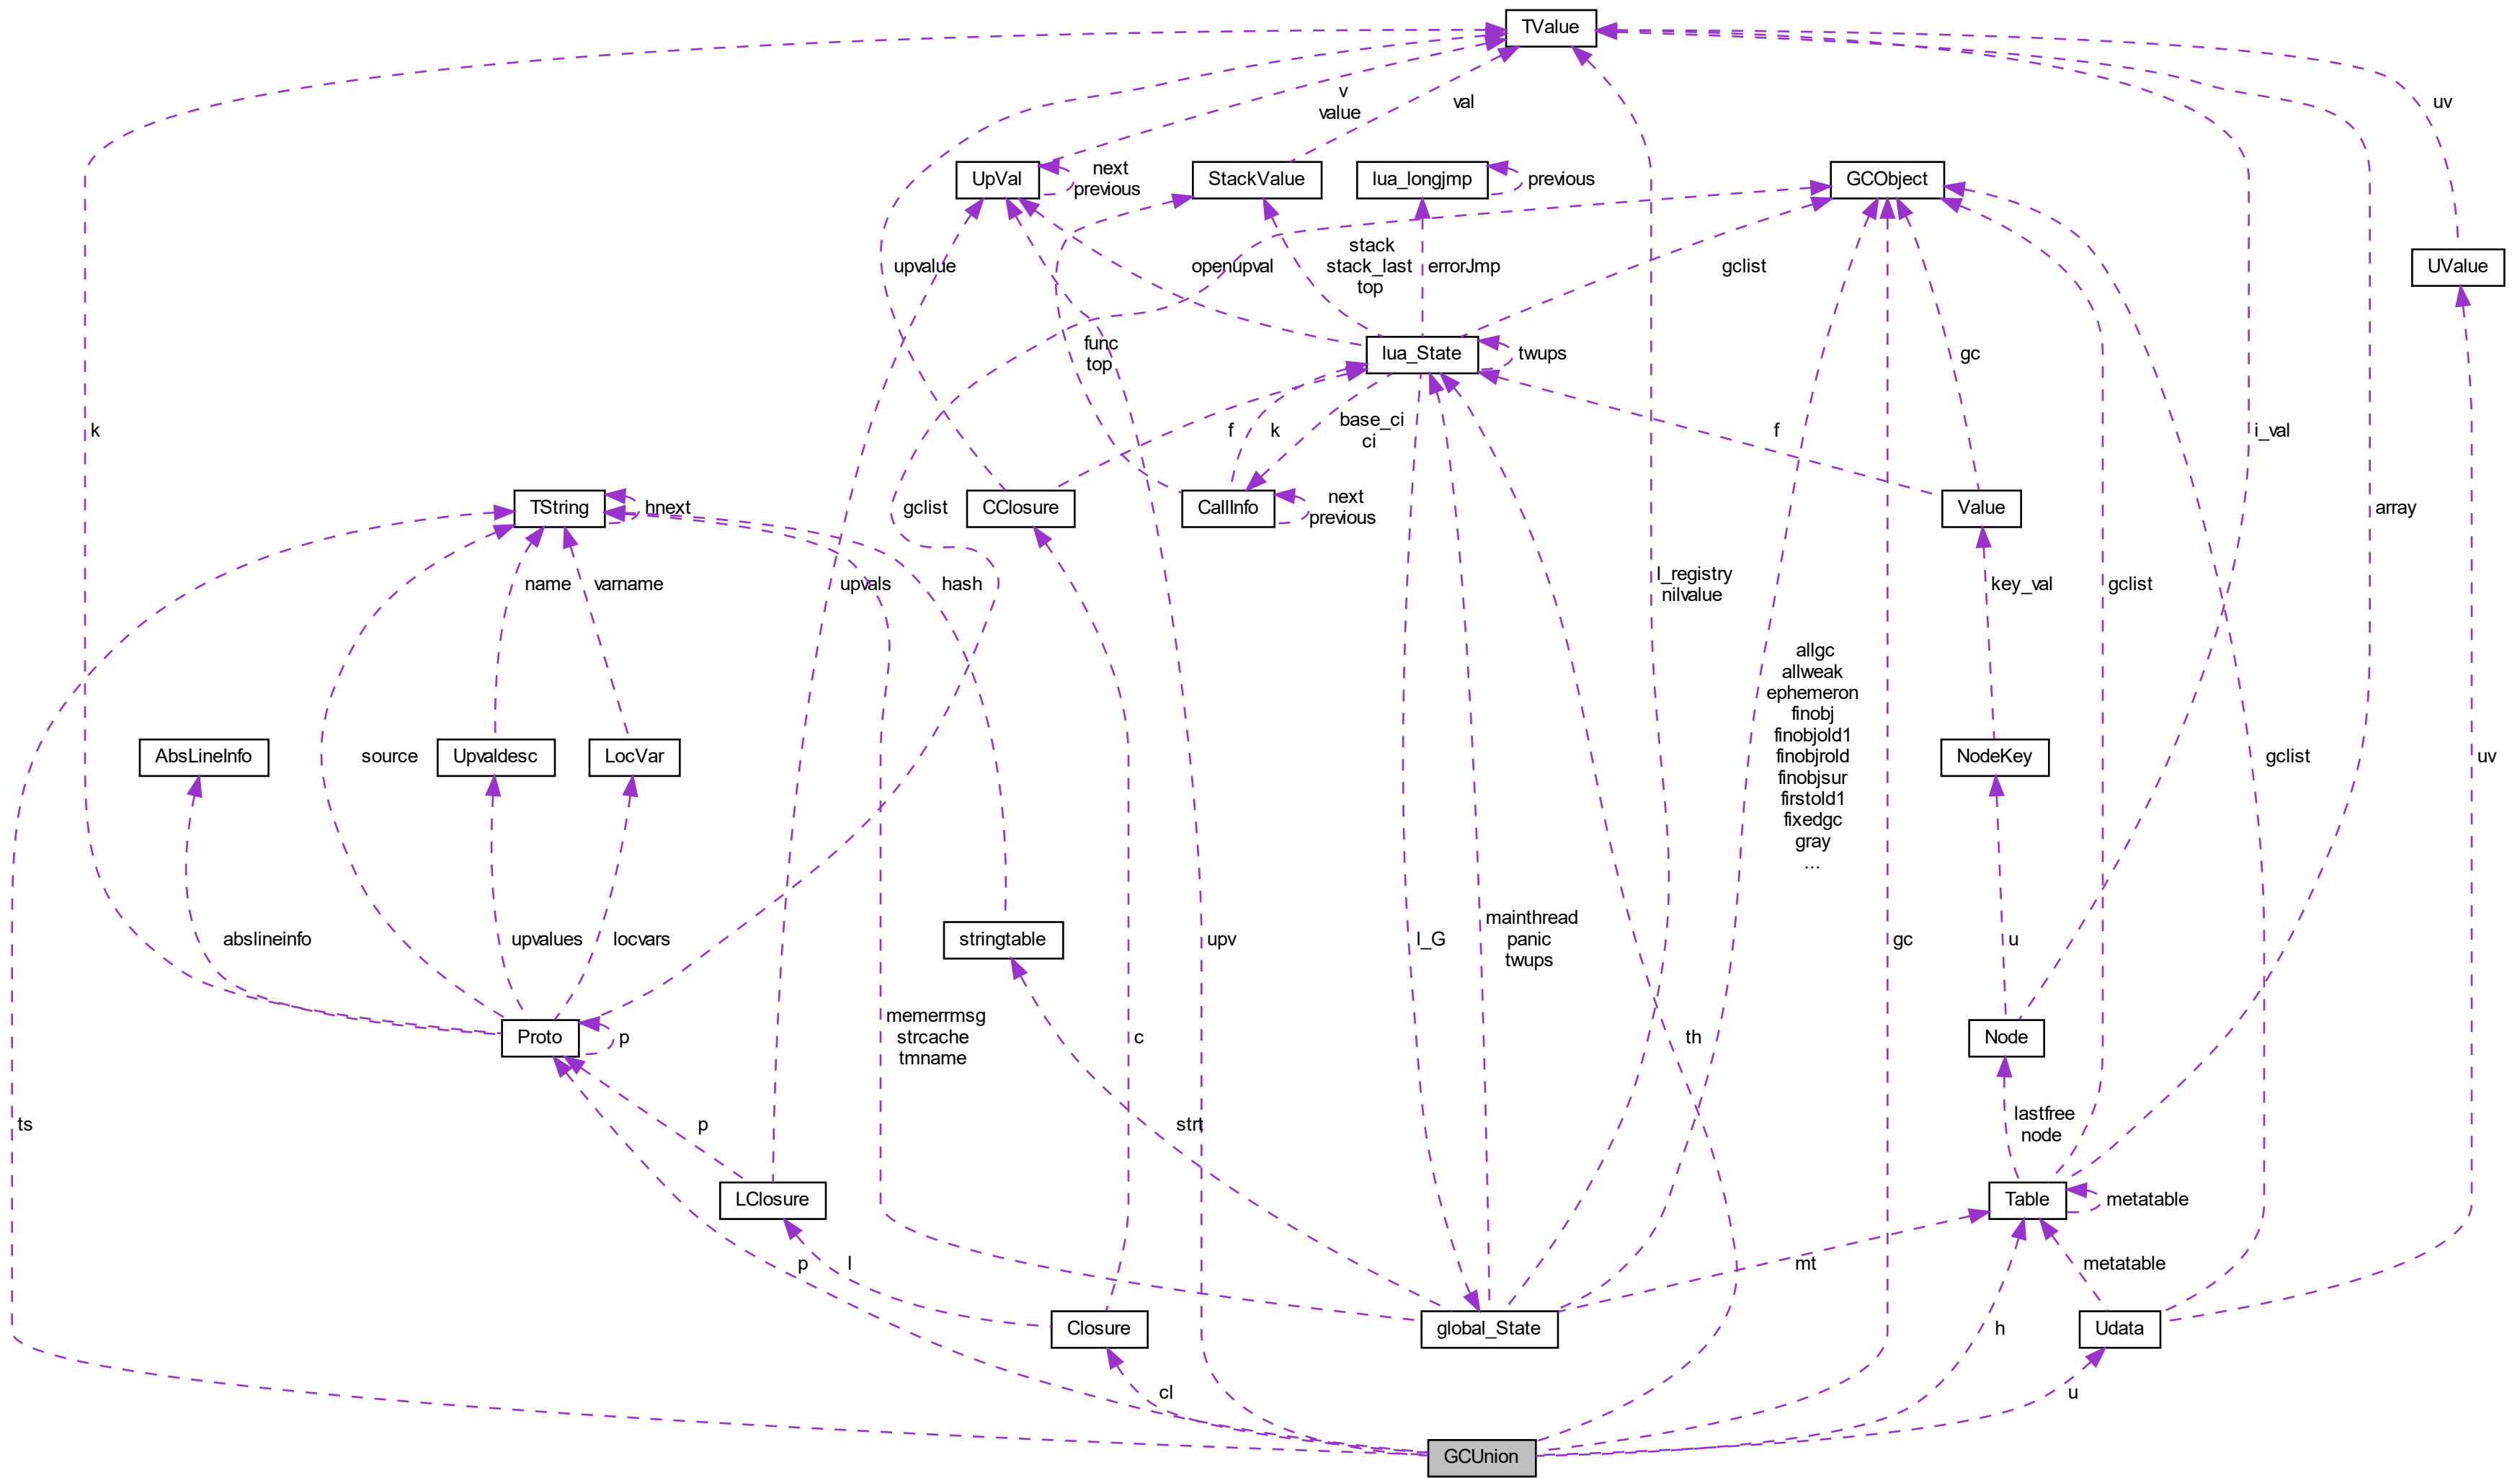 TValue
v
value
val
uv
UpVal
next
previous
StackValue
lua_longjmp
previous
GCObject
upvalue
openupval
stack
stack_last
top
errorJmp
gclist
UValue
func
top
lua_State
twups
gc
k
f
k
base_ci
ci
f
i_val
TString
hnext
gclist
CClosure
CallInfo
next
previous
Value
array
name
varname
upvals
hash
l_registry
nilvalue
key_val
gclist
AbsLineInfo
source
Upvaldesc
LocVar
allgc
allweak
ephemeron
finobj
finobjold1
finobjrold
finobjsur
firstold1
fixedgc
gray
...
NodeKey
gclist
uv
abslineinfo
upvalues
locvars
stringtable
upv
l_G
mainthread
panic
twups
gc
u
Proto
p
memerrmsg
strcache
tmname
c
th
Node
ts
p
strt
lastfree
node
LClosure
Table
metatable
p
l
mt
metatable
Closure
global_State
h
Udata
cl
u
GCUnion